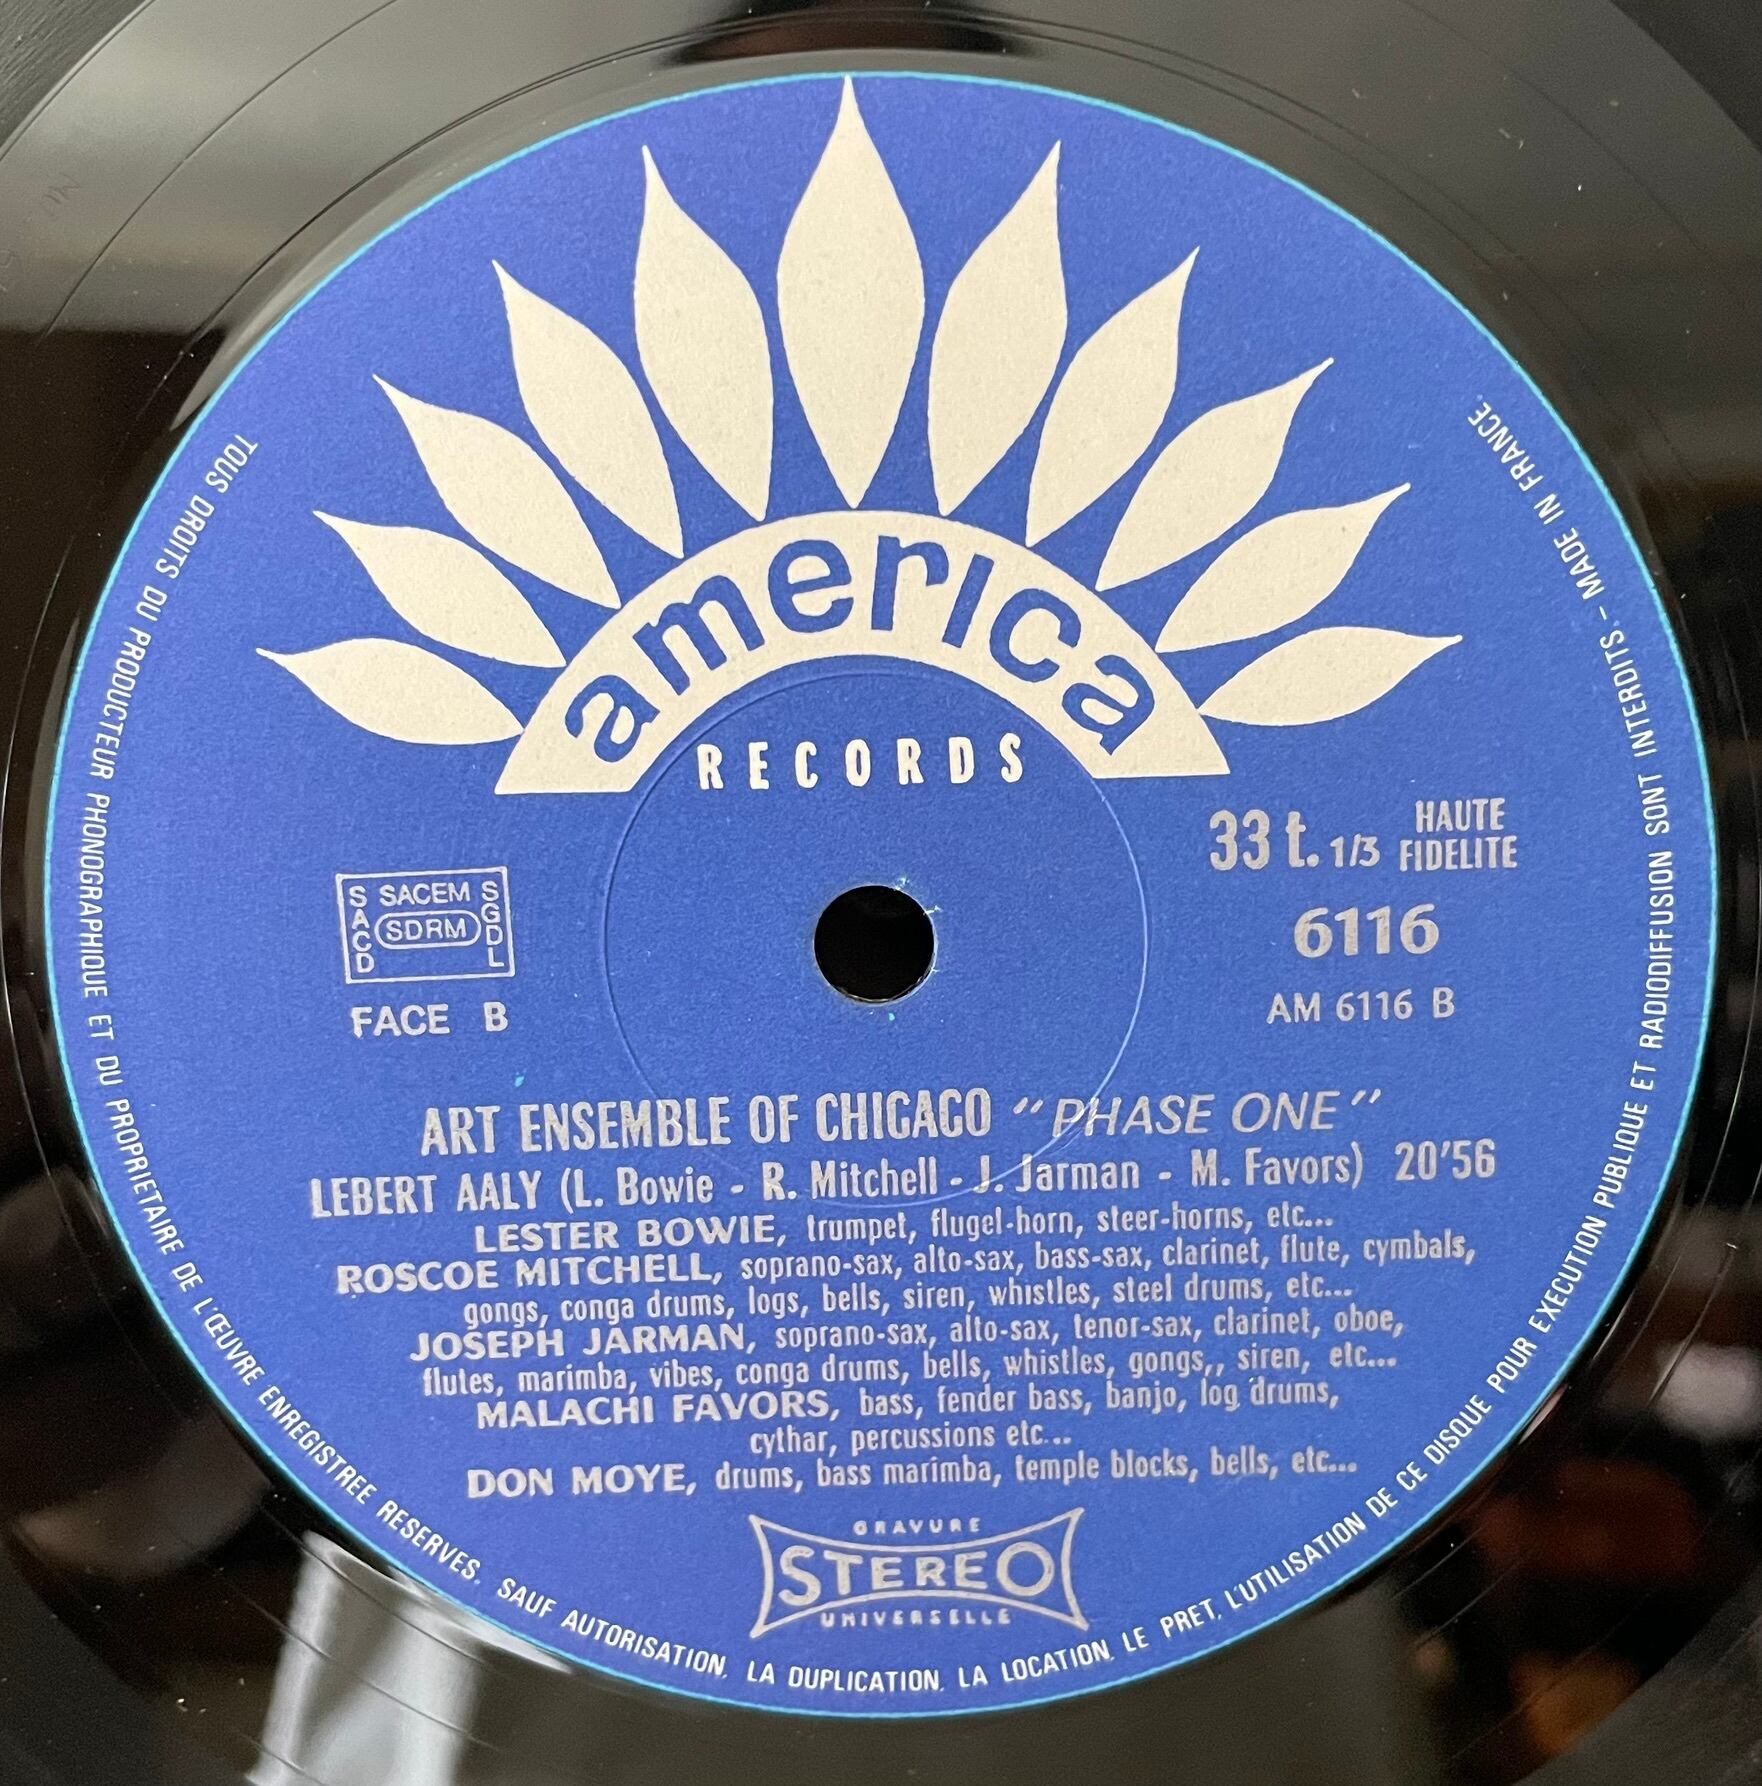 america
RECORDS
33 t. 1/3 HAUTE FIDELITE
6116
AM 6116 B
SACD SACEM SGDL
SDRM
FACE B
ART ENSEMBLE OF CHICAGO "PHASE ONE"
LEBERT AALY (L. Bowie - R. Mitchell - J. Jarman - M. Favors) 20'56
LESTER BOWIE, trumpet, flugel-horn, steer-horns, etc...
ROSCOE MITCHELL, soprano-sax, alto-sax, bass-sax, clarinet, flute, cymbals,
gongs, conga drums, logs, bells, siren, whistles, steel drums, etc...
JOSEPH JARMAN, soprano-sax, alto-sax, tenor-sax, clarinet, oboe,
flutes, marimba, vibes, conga drums, bells, whistles, gongs,, siren, etc...
MALACHI FAVORS, bass, fender bass, banjo, log drums,
cythar, percussions etc...
DON MOYE, drums, bass marimba, temple blocks, bells, etc...
GRAVURE
STEREO
UNIVERSELLE
TOUS DROITS DU PRODUCTEUR PHONOGRAPHIQUE ET DU PROPRIETAIRE DE L'ŒUVRE ENREGISTREE RESERVES. SAUF AUTORISATION, LA DUPLICATION, LA LOCATION, LE PRET, L'UTILISATION DE CE DISQUE POUR EXECUTION PUBLIQUE ET RADIODIFFUSION SONT INTERDITS. - MADE IN FRANCE.